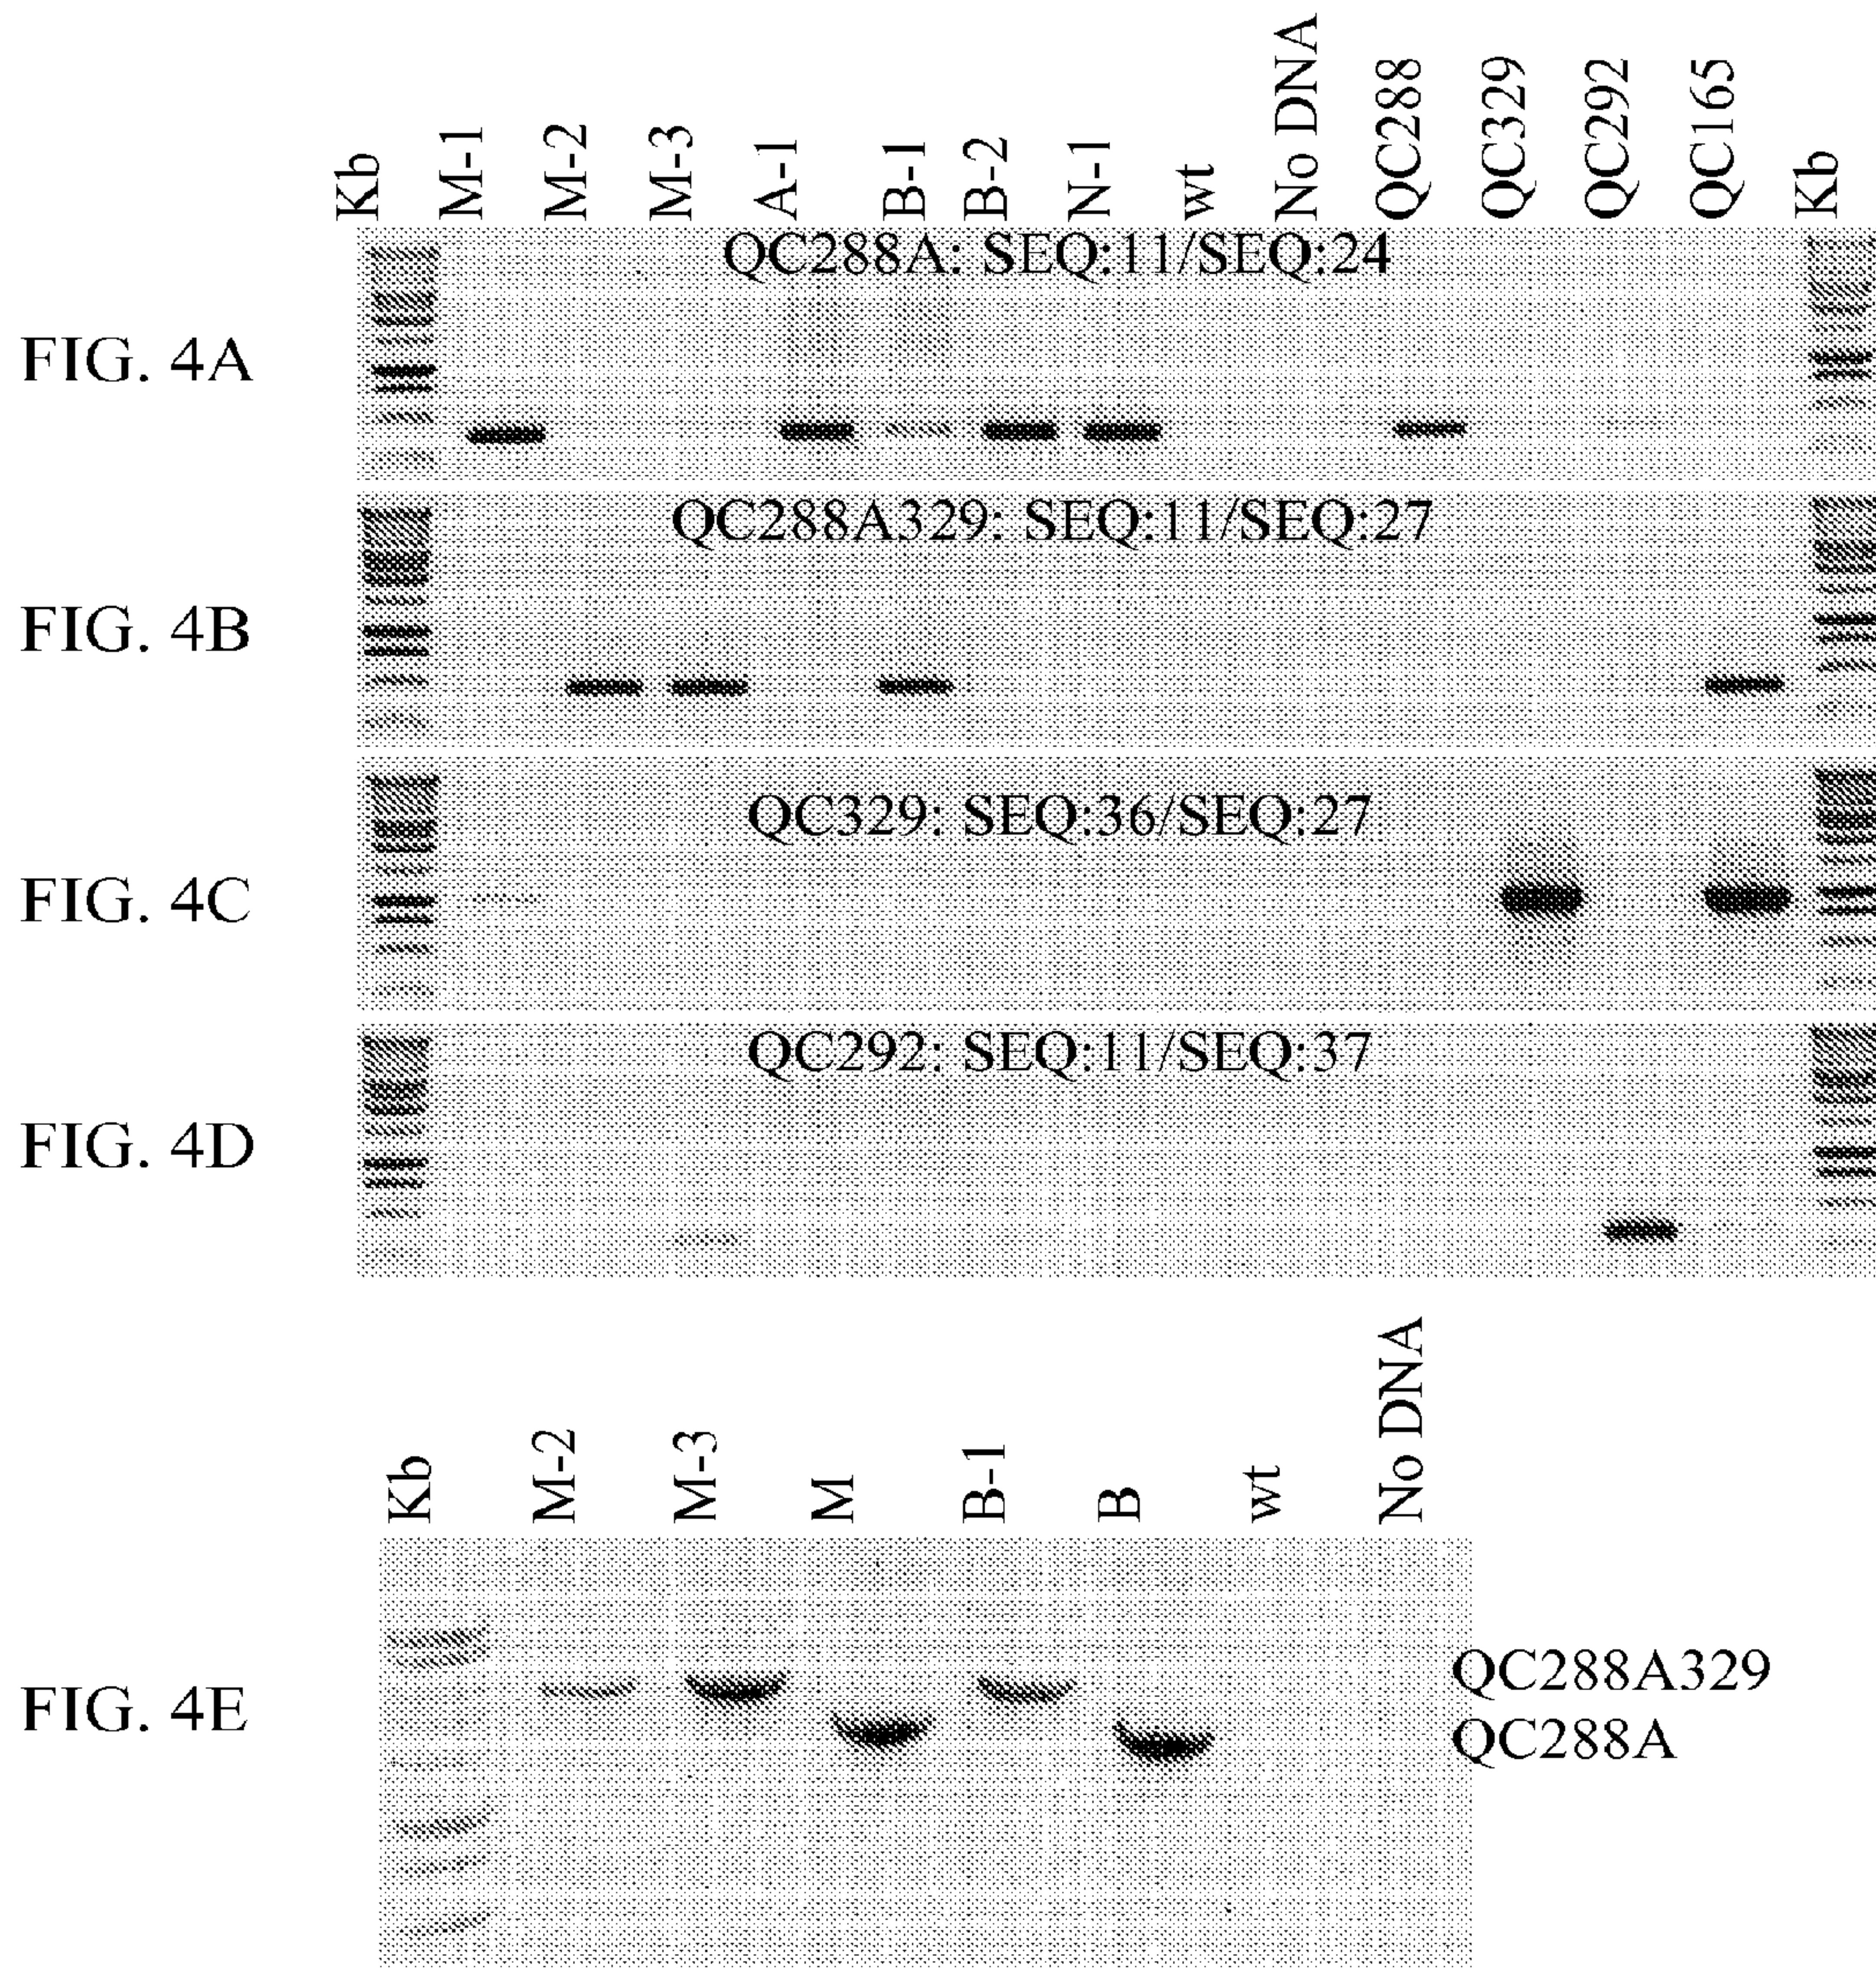 Kb M-1 M-2 M-3 A-1 B-1 B-2 N-1 wt No DNA QC288 QC329 QC292 QC165 Kb
FIG. 4A
QC288A: SEQ:11/SEQ:24
FIG. 4B
QC288A329: SEQ:11/SEQ:27
FIG. 4C
QC329: SEQ:36/SEQ:27
FIG. 4D
QC292: SEQ:11/SEQ:37
Kb M-2 M-3 M B-1 B wt No DNA
FIG. 4E
QC288A329
QC288A